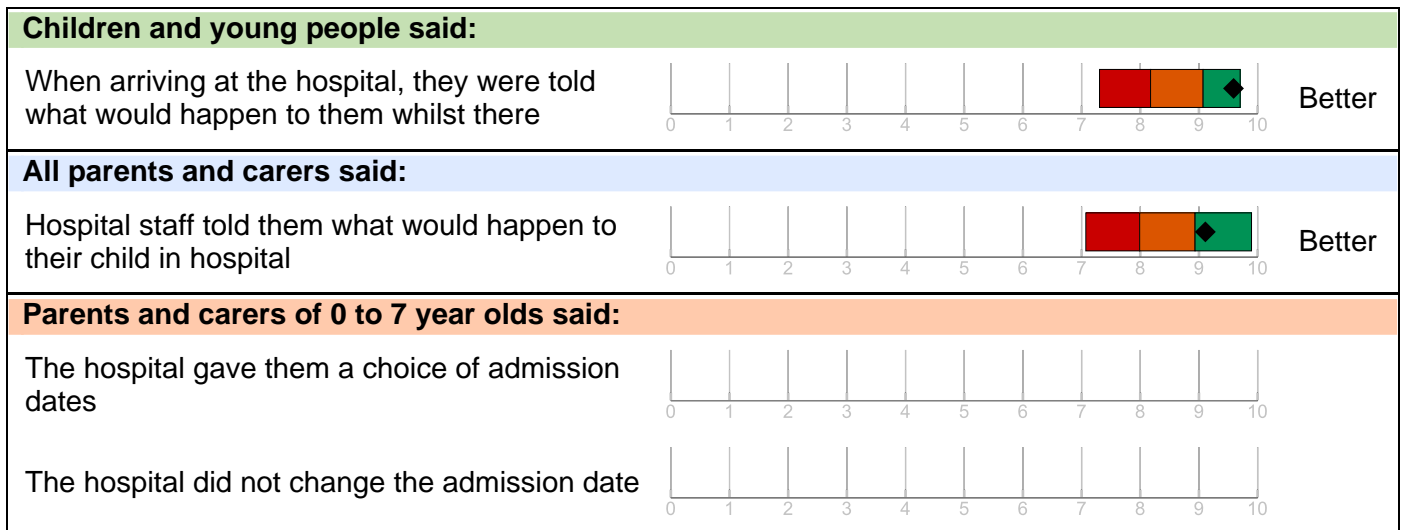 Children and young people said:
When arriving at the hospital, they were told
what would happen to them whilst there
0 1 2 3 4 5 6 7 8 9 10
Better
All parents and carers said:
Hospital staff told them what would happen to
their child in hospital
0 1 2 3 4 5 6 7 8 9 10
Better
Parents and carers of 0 to 7 year olds said:
The hospital gave them a choice of admission
dates
0 1 2 3 4 5 6 7 8 9 10
The hospital did not change the admission date
0 1 2 3 4 5 6 7 8 9 10